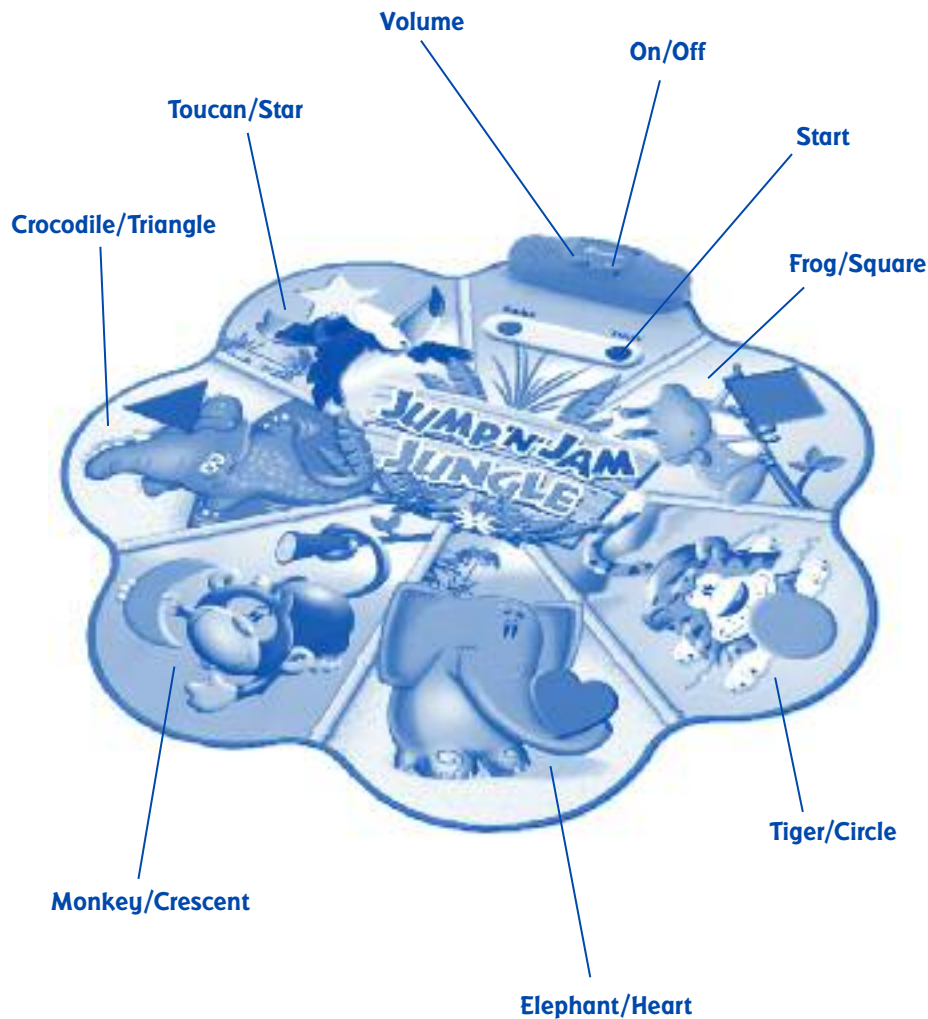 Volume
On/Off
Toucan/Star
Start
Crocodile/Triangle
Frog/Square
JUMP'N'JAM
JUNGLE
Tiger/Circle
Monkey/Crescent
Elephant/Heart